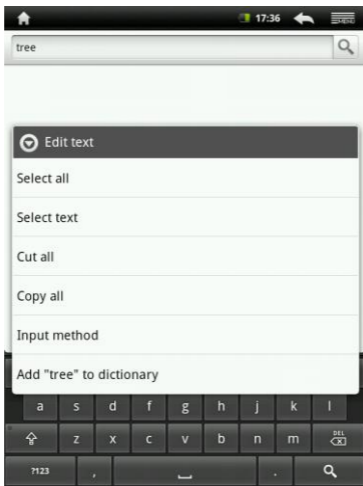 17:36
MENU
tree
Edit text
Select all
Select text
Cut all
Copy all
Input method
Add "tree" to dictionary
a s d f g h j k l
z x c v b n m DEL
?123 , .